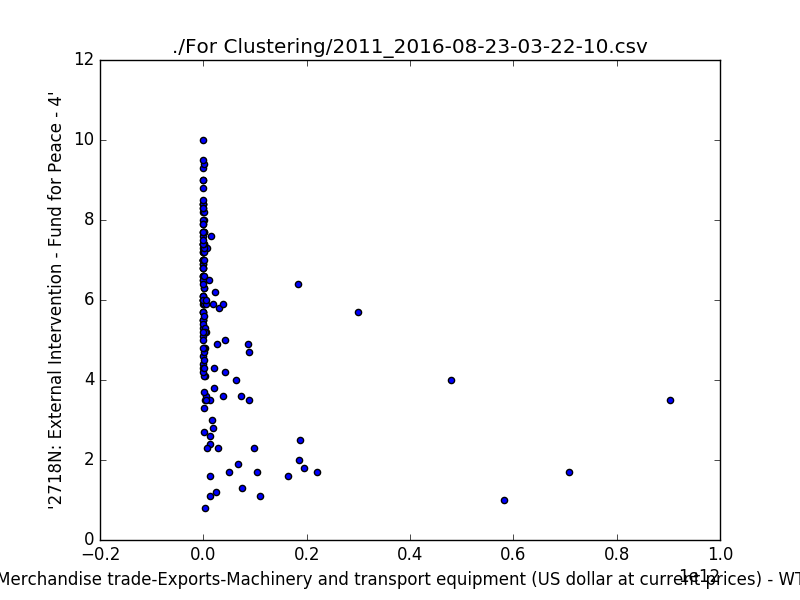 ./For Clustering/2011_2016-08-23-03-22-10.csv
'2718N: External Intervention - Fund for Peace - 4'
12
10
8
6
4
2
0
−0.2 0.0 0.2 0.4 0.6 0.8 1.0
1e12
Merchandise trade-Exports-Machinery and transport equipment (US dollar at current prices) - WT